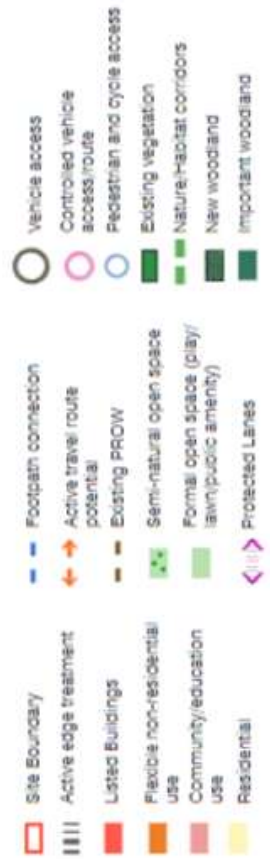 Site Boundary
Active edge treatment
Listed Buildings
Flexible non-residential
use
Community/education
use
Residential
Footpath connection
Active travel route
potential
Existing PROW
Semi-natural open space
Formal open space (play/
lawn/public amenity)
Protected Lanes
Vehicle access
Controlled vehicle
access/route
Pedestrian and cycle access
Existing vegetation
Nature/Habitat corridors
New woodland
Important woodland